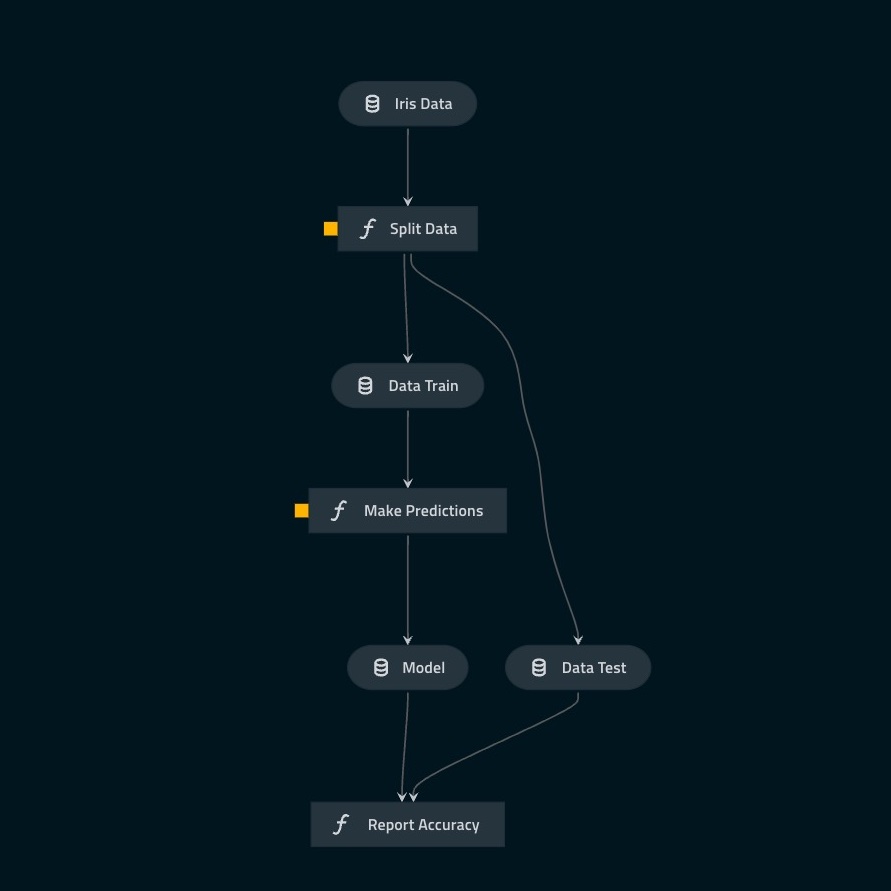 Iris Data
Split Data
Data Train
Make Predictions
Model
Data Test
Report Accuracy